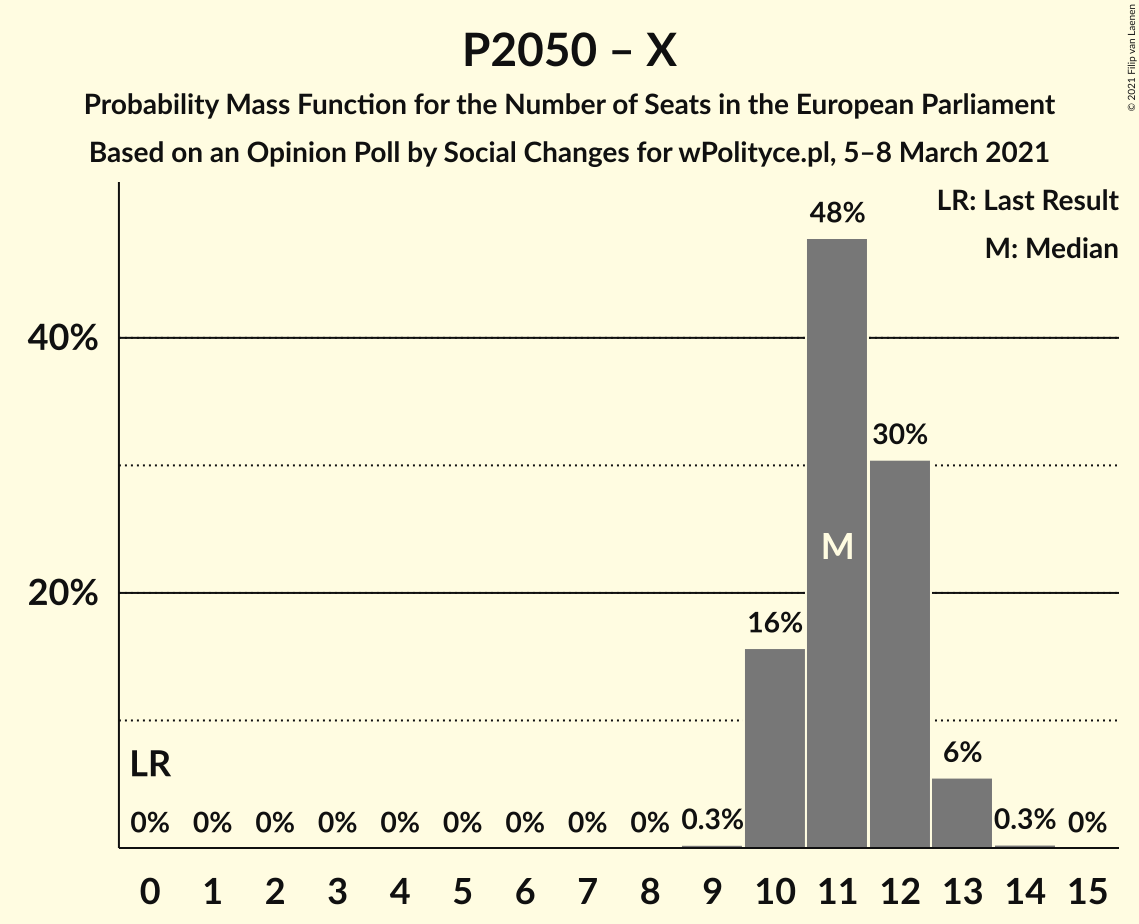 P2050 – X
Probability Mass Function for the Number of Seats in the European Parliament
Based on an Opinion Poll by Social Changes for wPolityce.pl, 5–8 March 2021
© 2021 Filip van Laenen
LR: Last Result
M: Median
48%
40%
30%
M
20%
16%
6%
LR
0% 0% 0% 0% 0% 0% 0% 0% 0% 0.3% 0.3% 0%
0 1 2 3 4 5 6 7 8 9 10 11 12 13 14 15